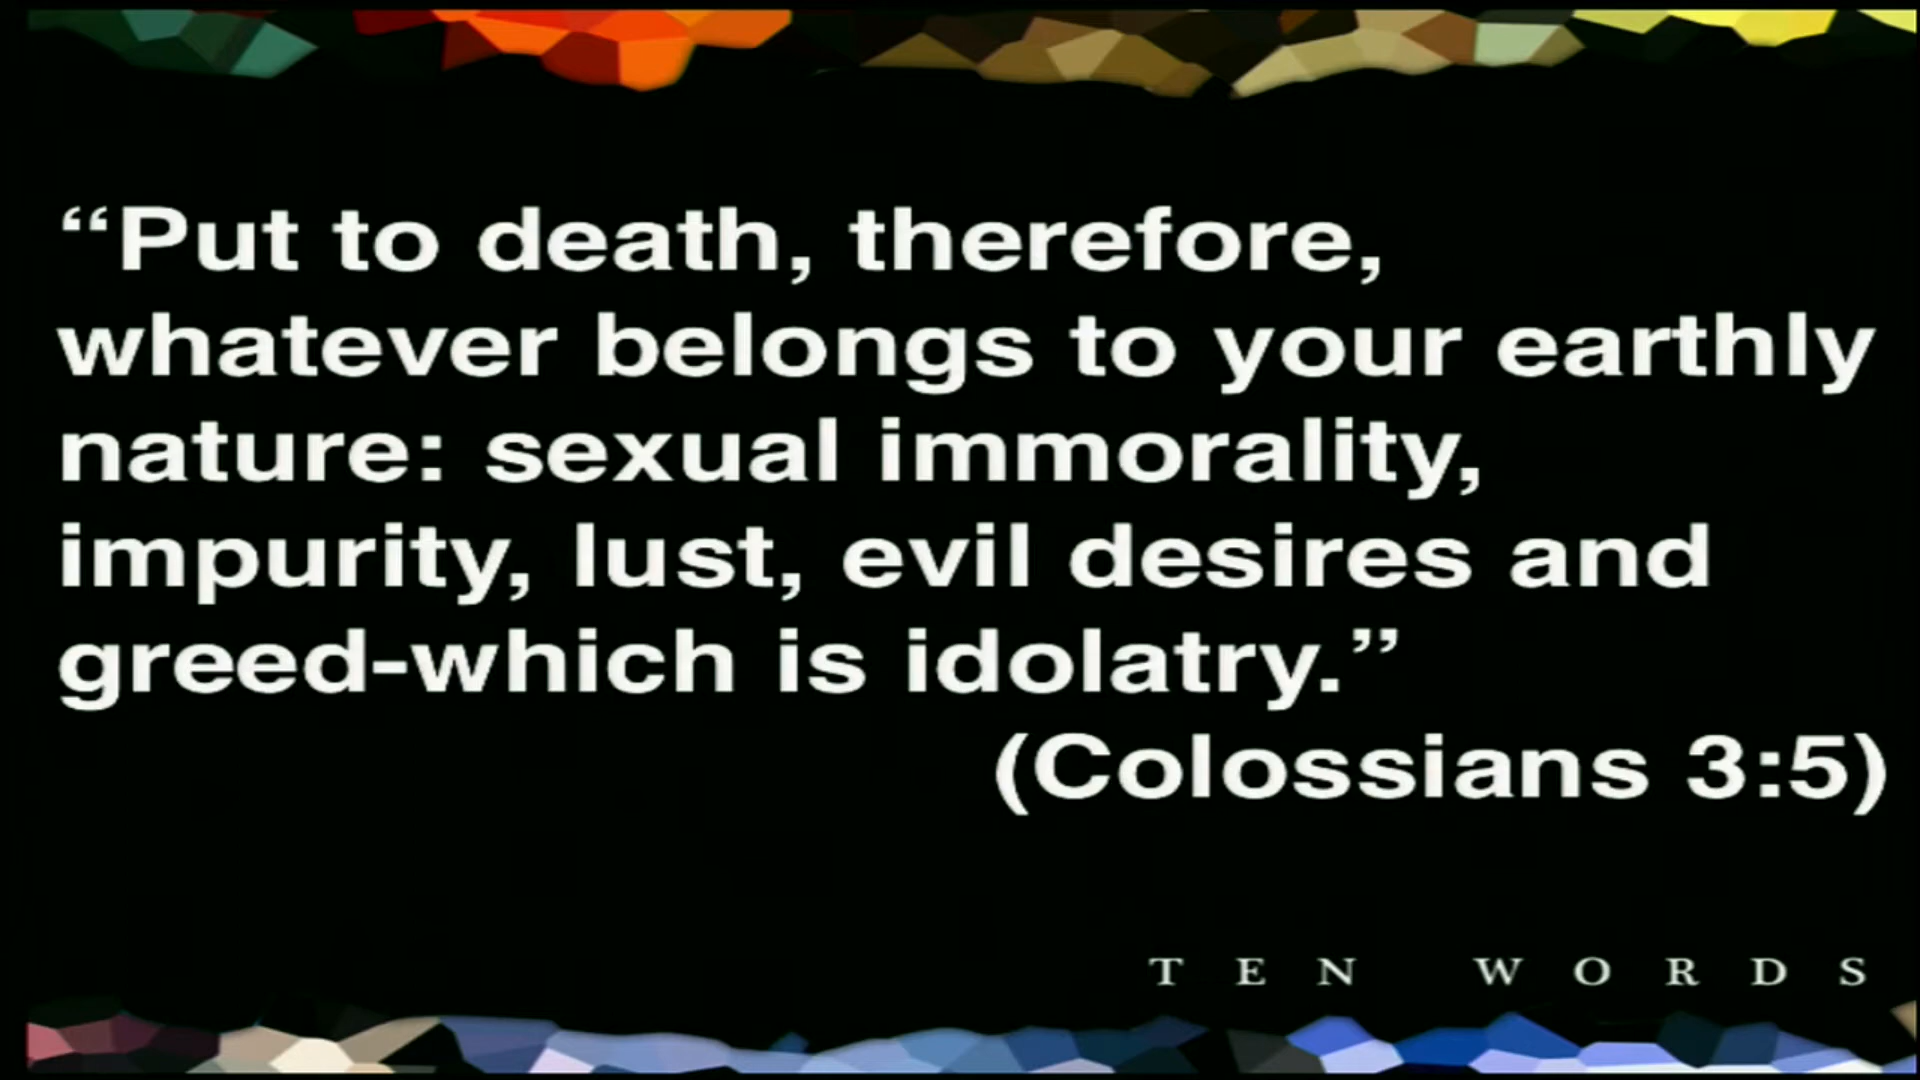 “Put to death, therefore,
whatever belongs to your earthly
nature: sexual immorality,
impurity, lust, evil desires and
greed-which is idolatry.”
(Colossians 3:5)
TEN WORDS